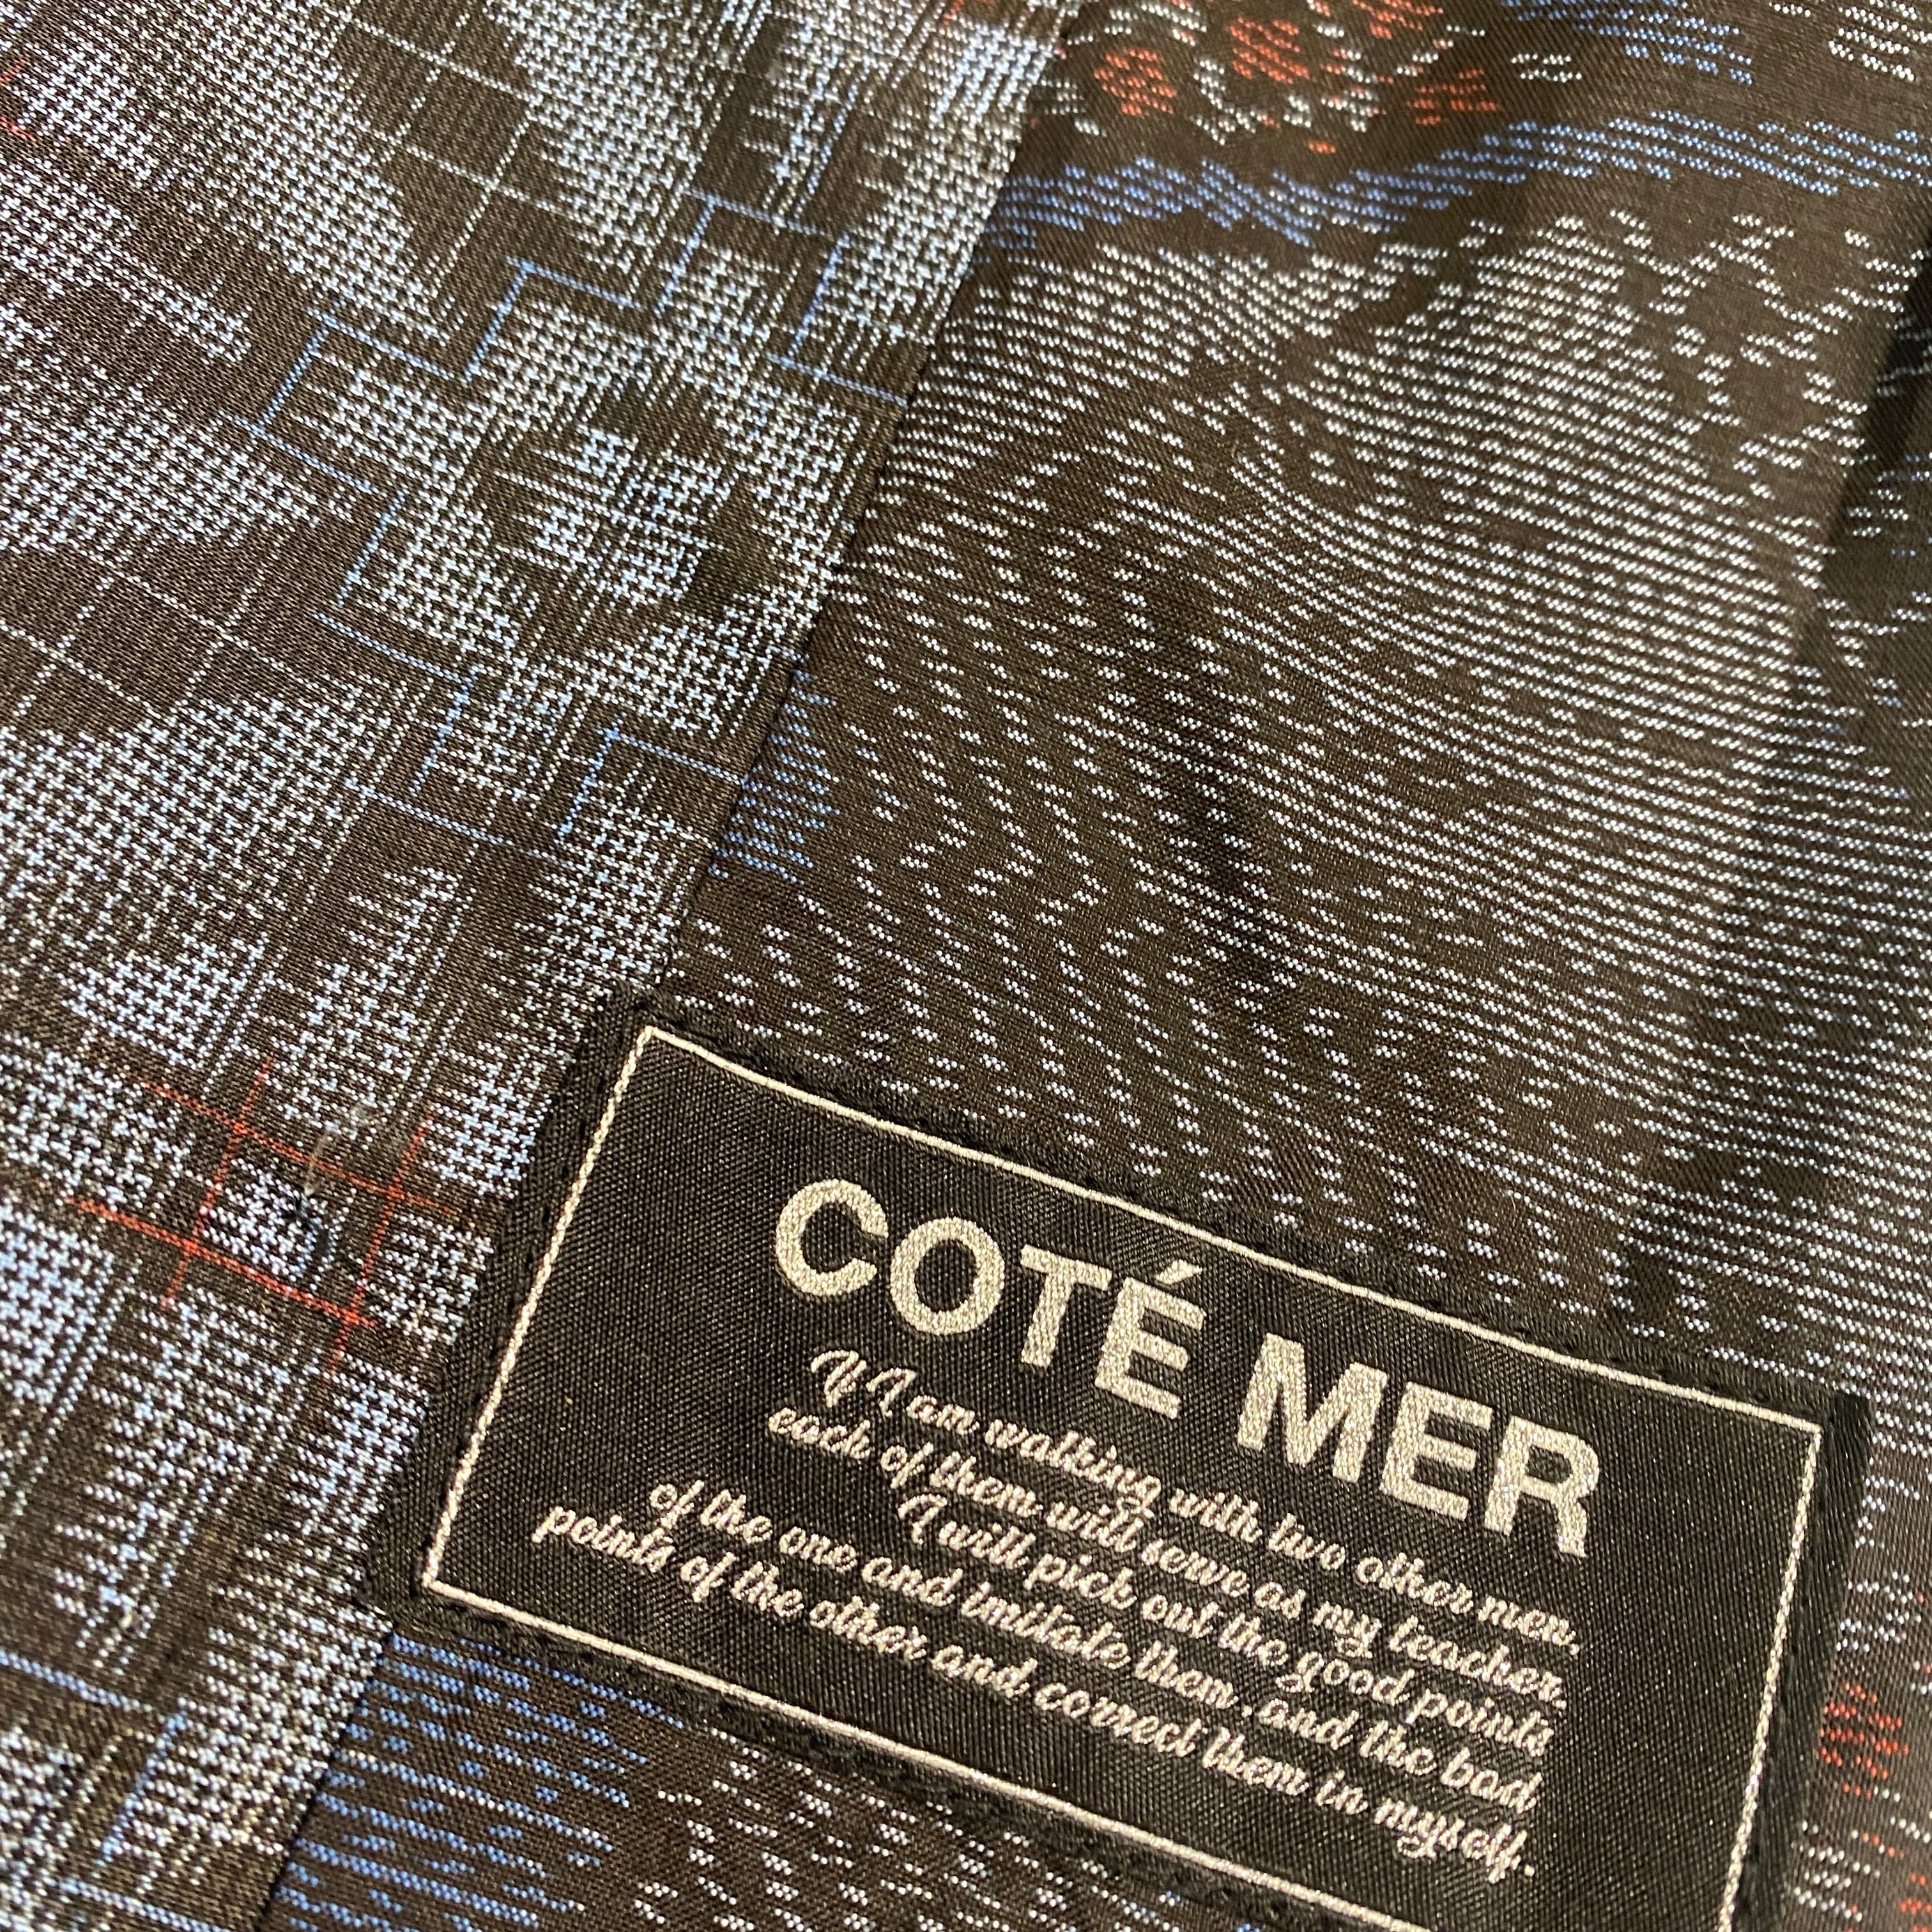 COTÉ MER
If I am walking with two other men,
each of them will serve as my teacher.
I will pick out the good points
of the one and imitate them ,and the bad
points of the other and correct them in myself.